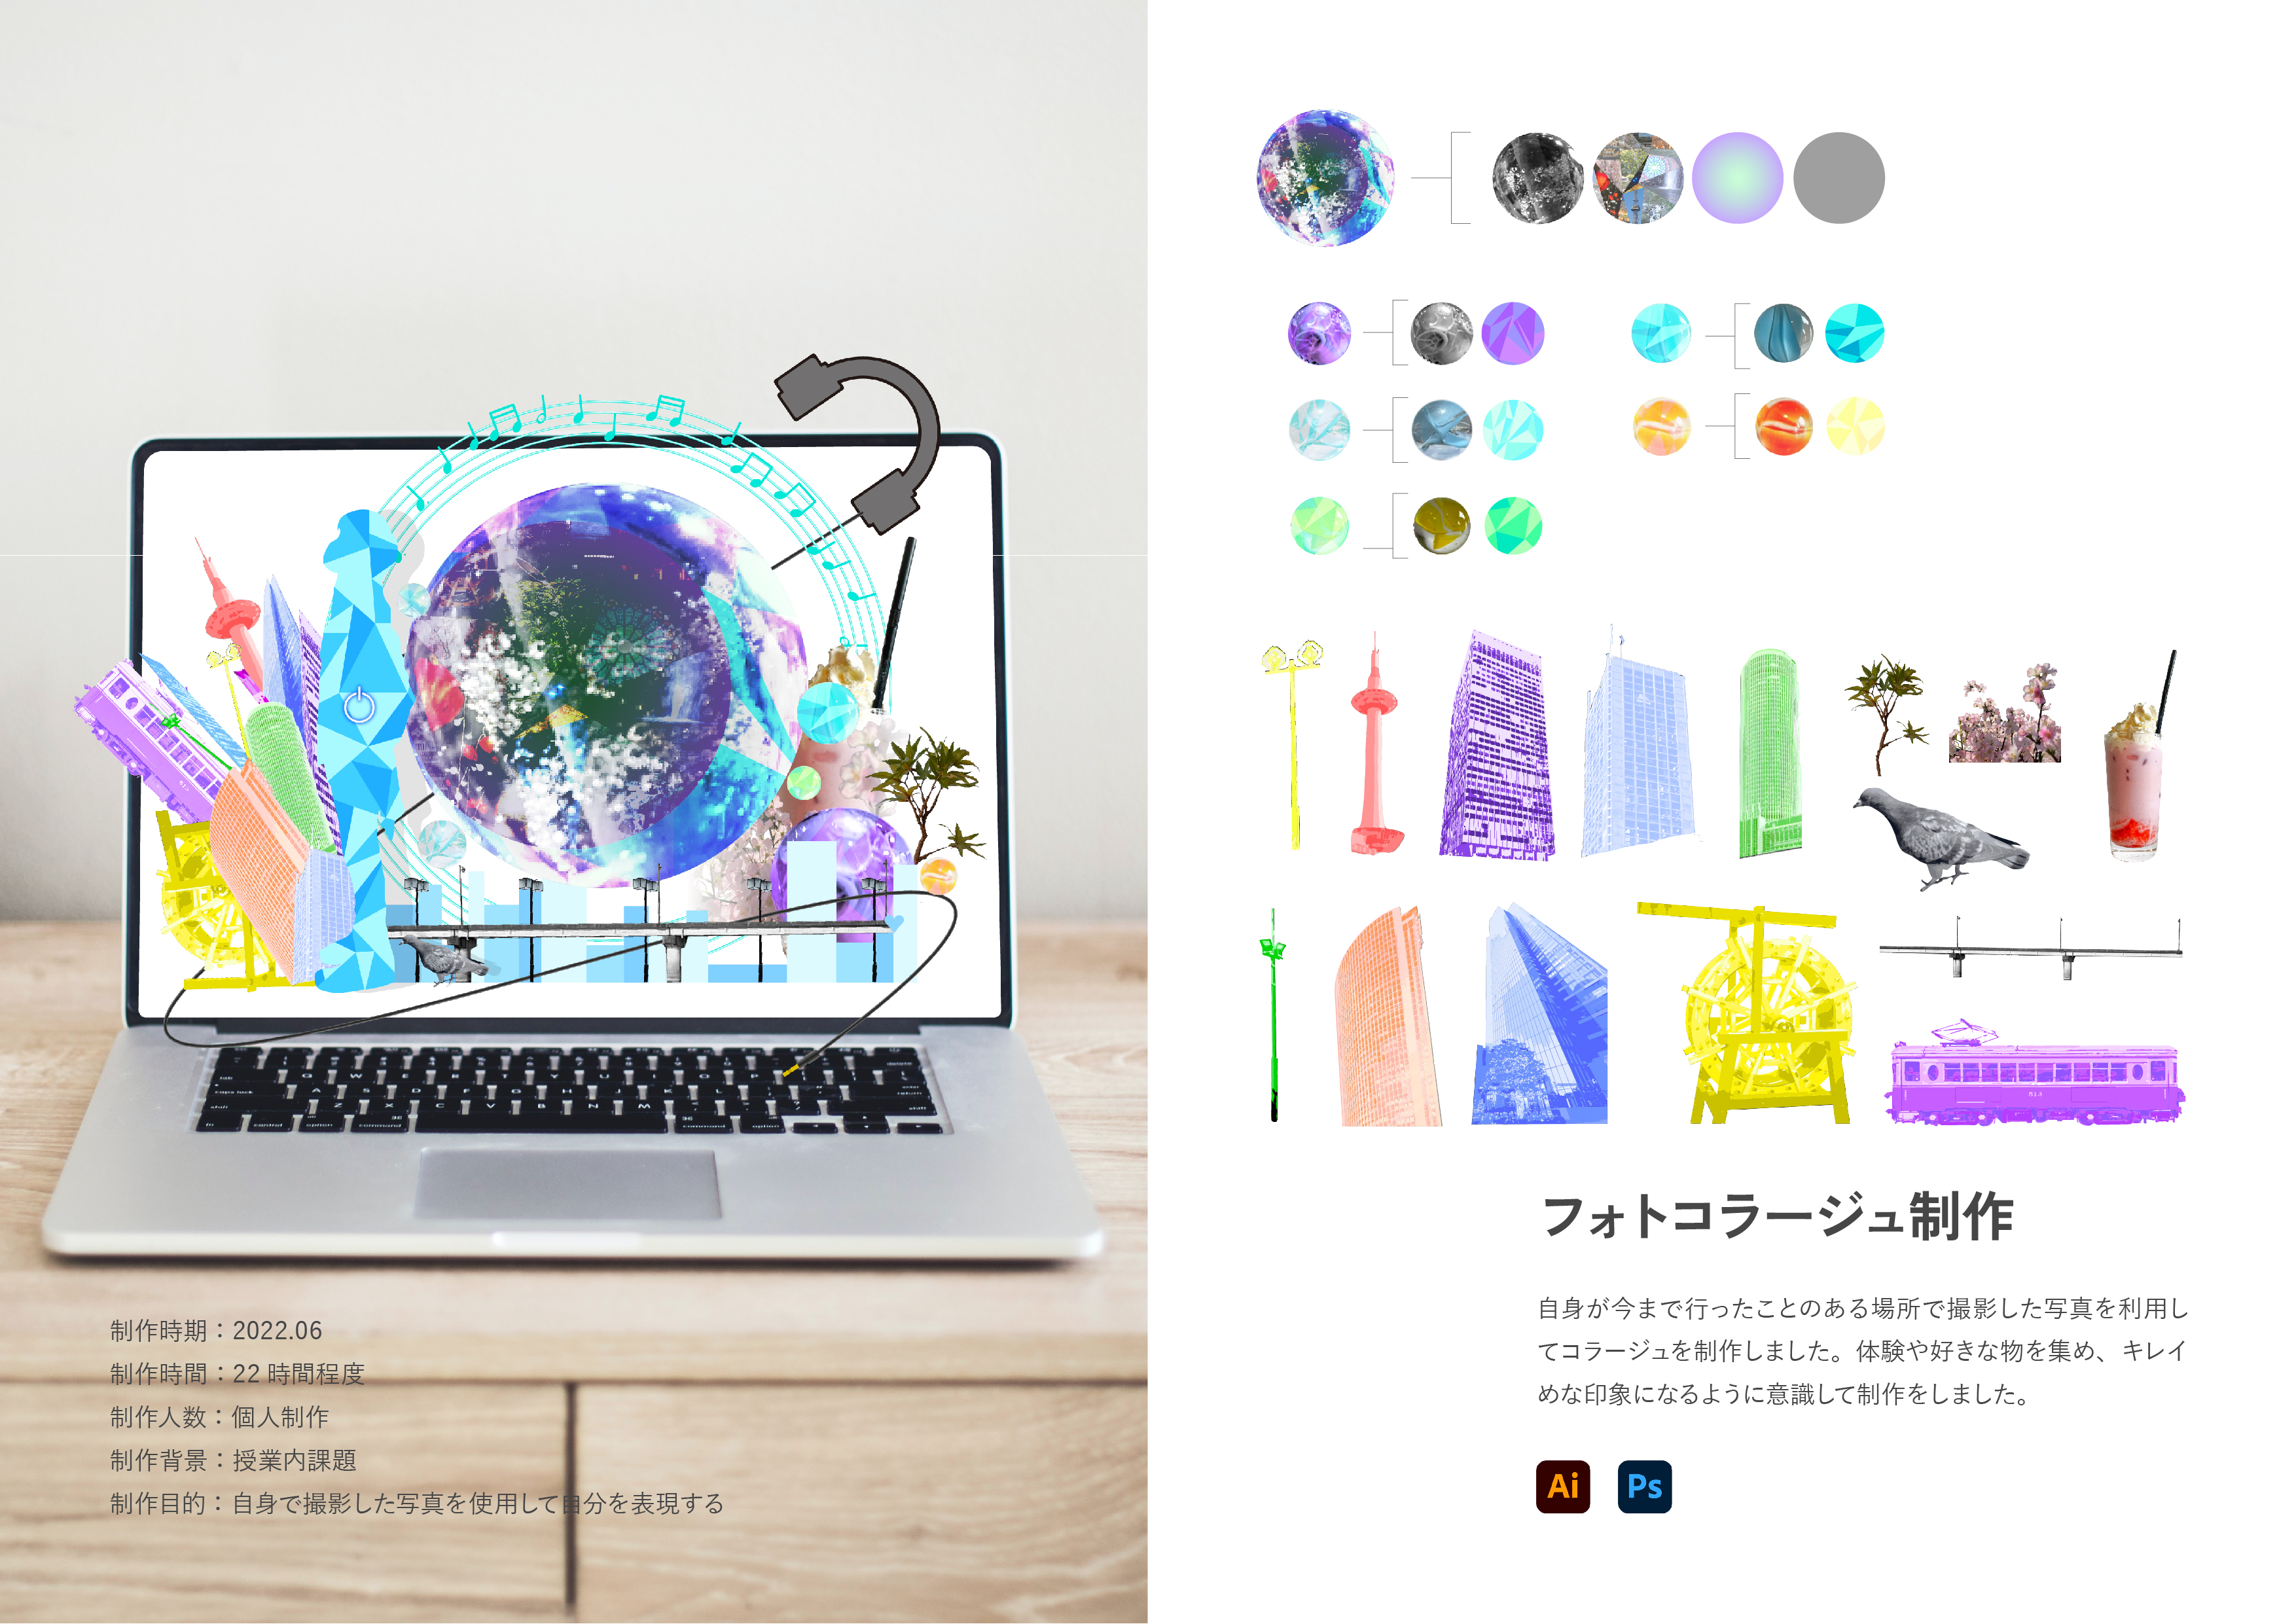 制作時期：2022.06
制作時間：22 時間程度
制作人数：個人制作
制作背景：授業内課題
制作目的：自身で撮影した写真を使用して自分を表現する
フォトコラージュ制作
自身が今まで行ったことのある場所で撮影した写真を利用し
てコラージュを制作しました。体験や好きな物を集め、キレイ
めな印象になるように意識して制作をしました。
Ai
Ps